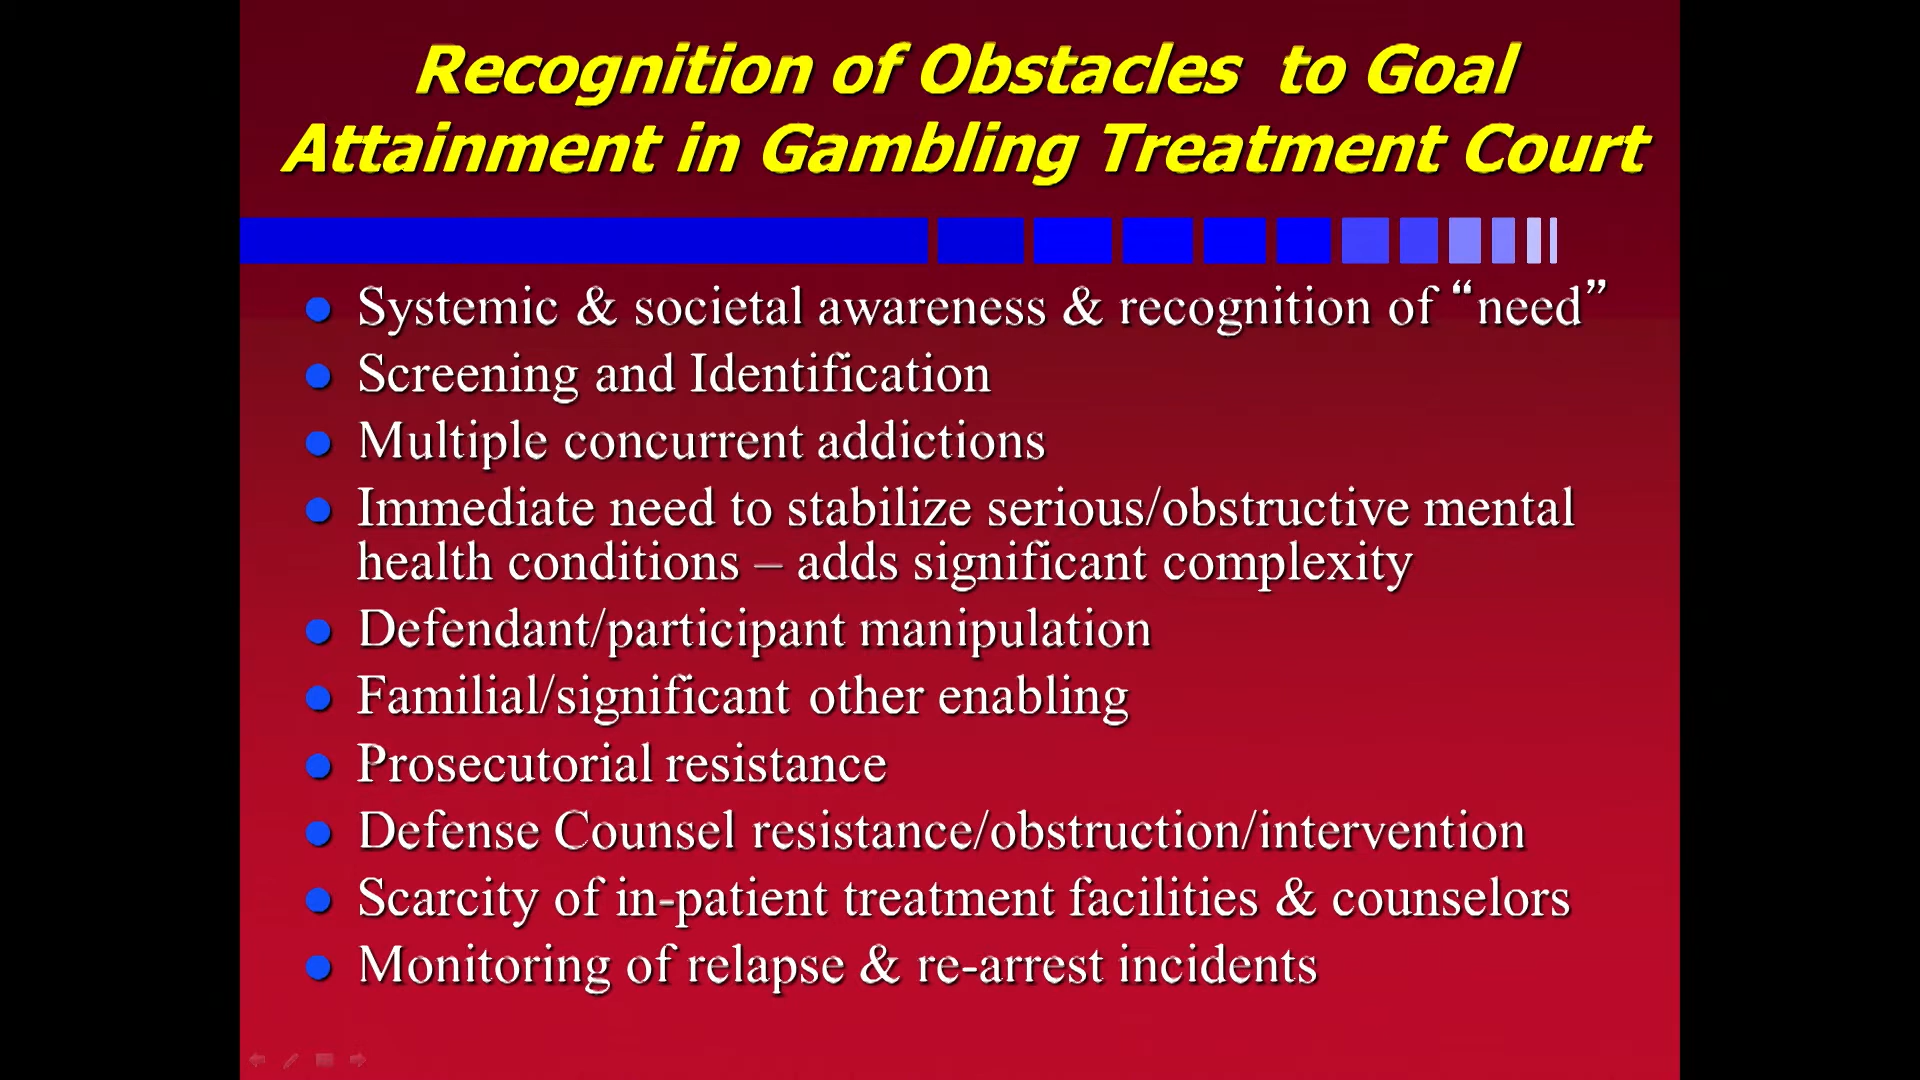 Recognition of Obstacles to Goal
Attainment in Gambling Treatment Court
Systemic & societal awareness & recognition of “need”
Screening and Identification
Multiple concurrent addictions
Immediate need to stabilize serious/obstructive mental
health conditions – adds significant complexity
Defendant/participant manipulation
Familial/significant other enabling
Prosecutorial resistance
Defense Counsel resistance/obstruction/intervention
Scarcity of in-patient treatment facilities & counselors
Monitoring of relapse & re-arrest incidents